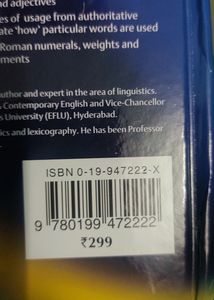 nd adjectives
es of usage from authoritative
ate 'how' particular words are used
Roman numerals, weights and
ments
uthor and expert in the area of linguistics.
Contemporary English and Vice-Chancellor
s University (EFLU), Hyderabad.
ics and lexicography. He has been Professor
ISBN 0-19-947222-X
9 780199 472222
₹299